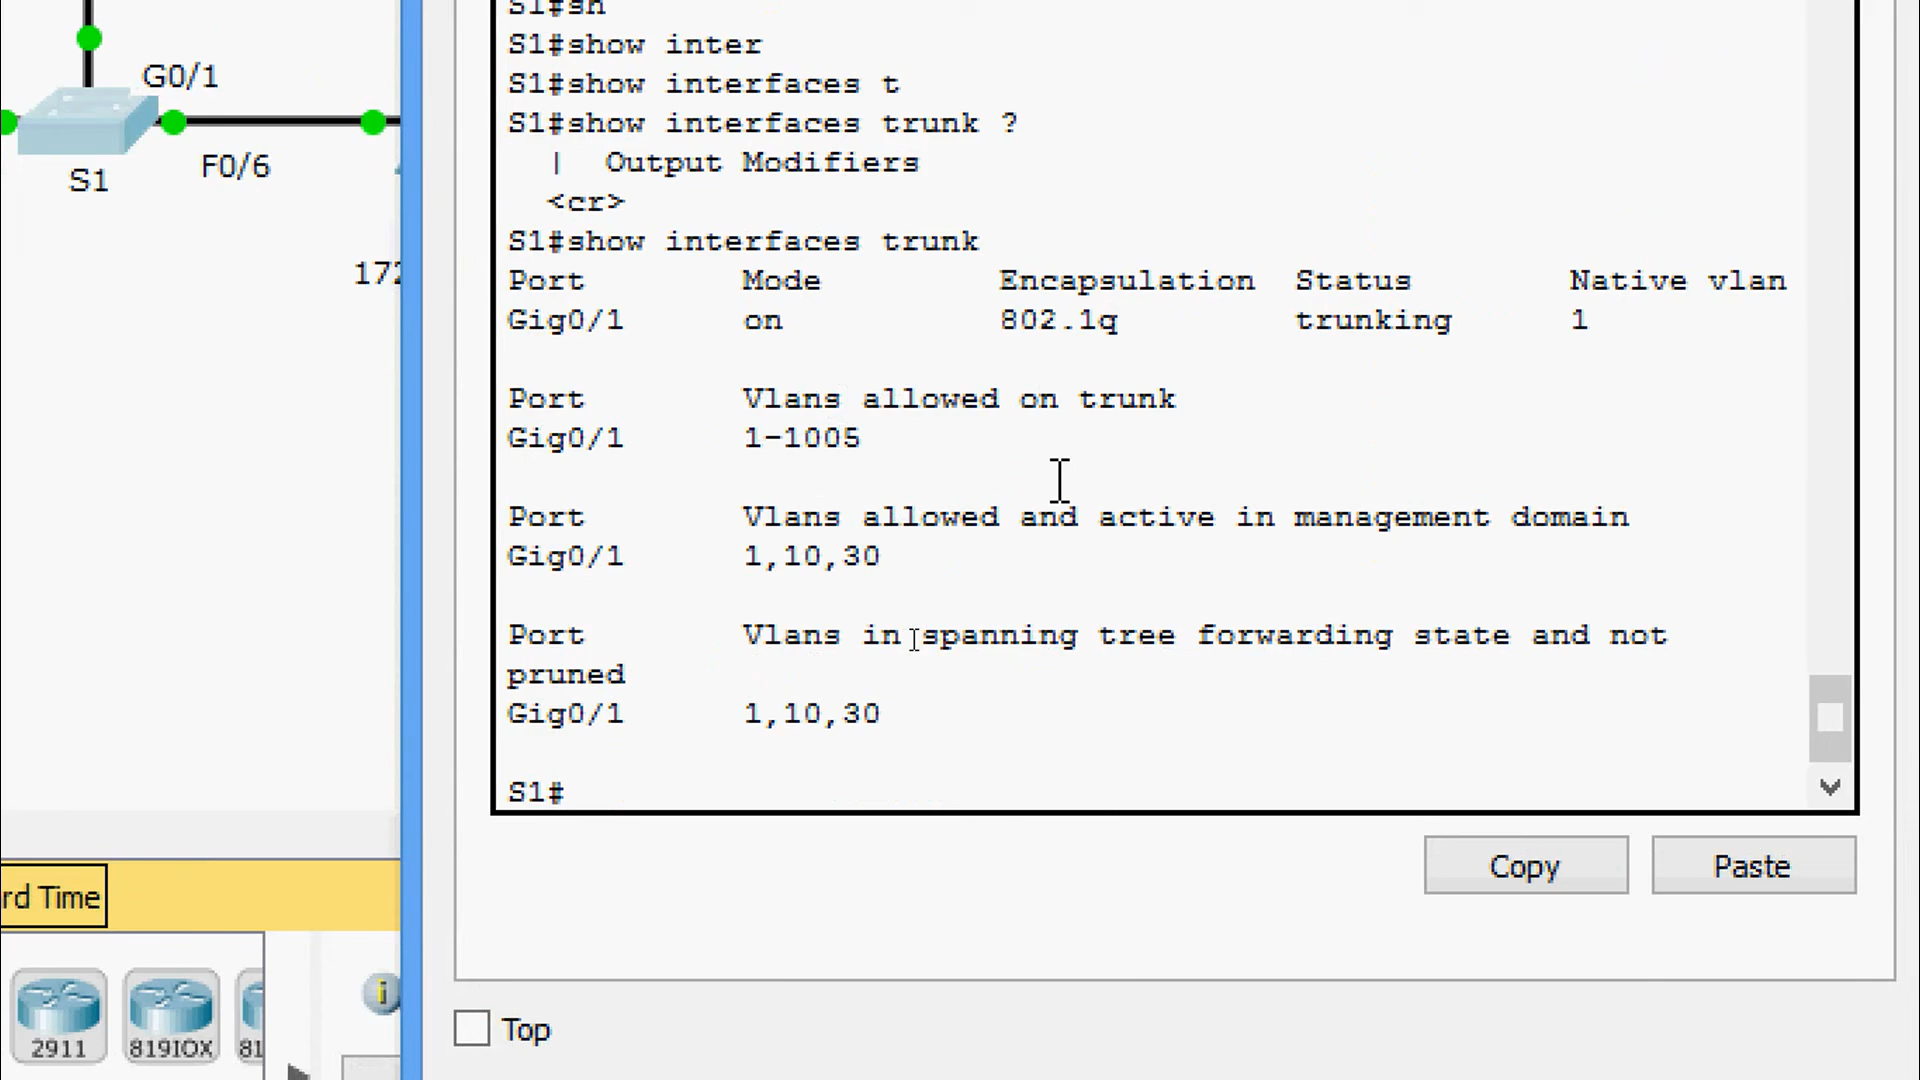 S1#sh
S1#show inter
S1#show interfaces t
S1#show interfaces trunk ?
| Output Modifiers
<cr>
S1#show interfaces trunk
Port Mode Encapsulation Status Native vlan
Gig0/1 on 802.1q trunking 1
Port Vlans allowed on trunk
Gig0/1 1-1005
Port Vlans allowed and active in management domain
Gig0/1 1,10,30
Port Vlans in spanning tree forwarding state and not
pruned
Gig0/1 1,10,30
S1#
Copy Paste
Top
G0/1
F0/6
S1
172
rd Time
2911 819IOX 81